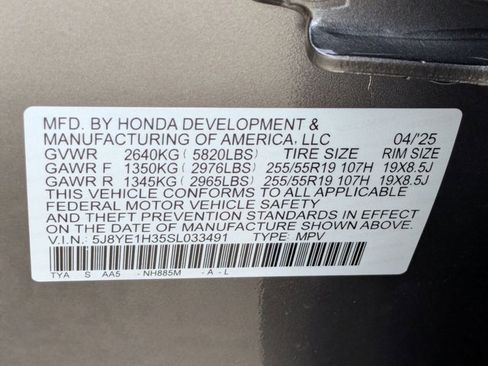 MFD. BY HONDA DEVELOPMENT &
MANUFACTURING OF AMERICA, LLC 04/'25
GVWR 2640KG ( 5820LBS) TIRE SIZE RIM SIZE
GAWR F 1350KG ( 2976LBS) 255/55R19 107H 19X8.5J
GAWR R 1345KG ( 2965LBS) 255/55R19 107H 19X8.5J
THIS VEHICLE CONFORMS TO ALL APPLICABLE
FEDERAL MOTOR VEHICLE SAFETY
AND THEFT PREVENTION STANDARDS IN EFFECT
ON THE DATE OF MANUFACTURE SHOWN ABOVE.
V.I.N.: 5J8YE1H35SL033491 TYPE: MPV
TYA S AA5 - NH885M - A - L